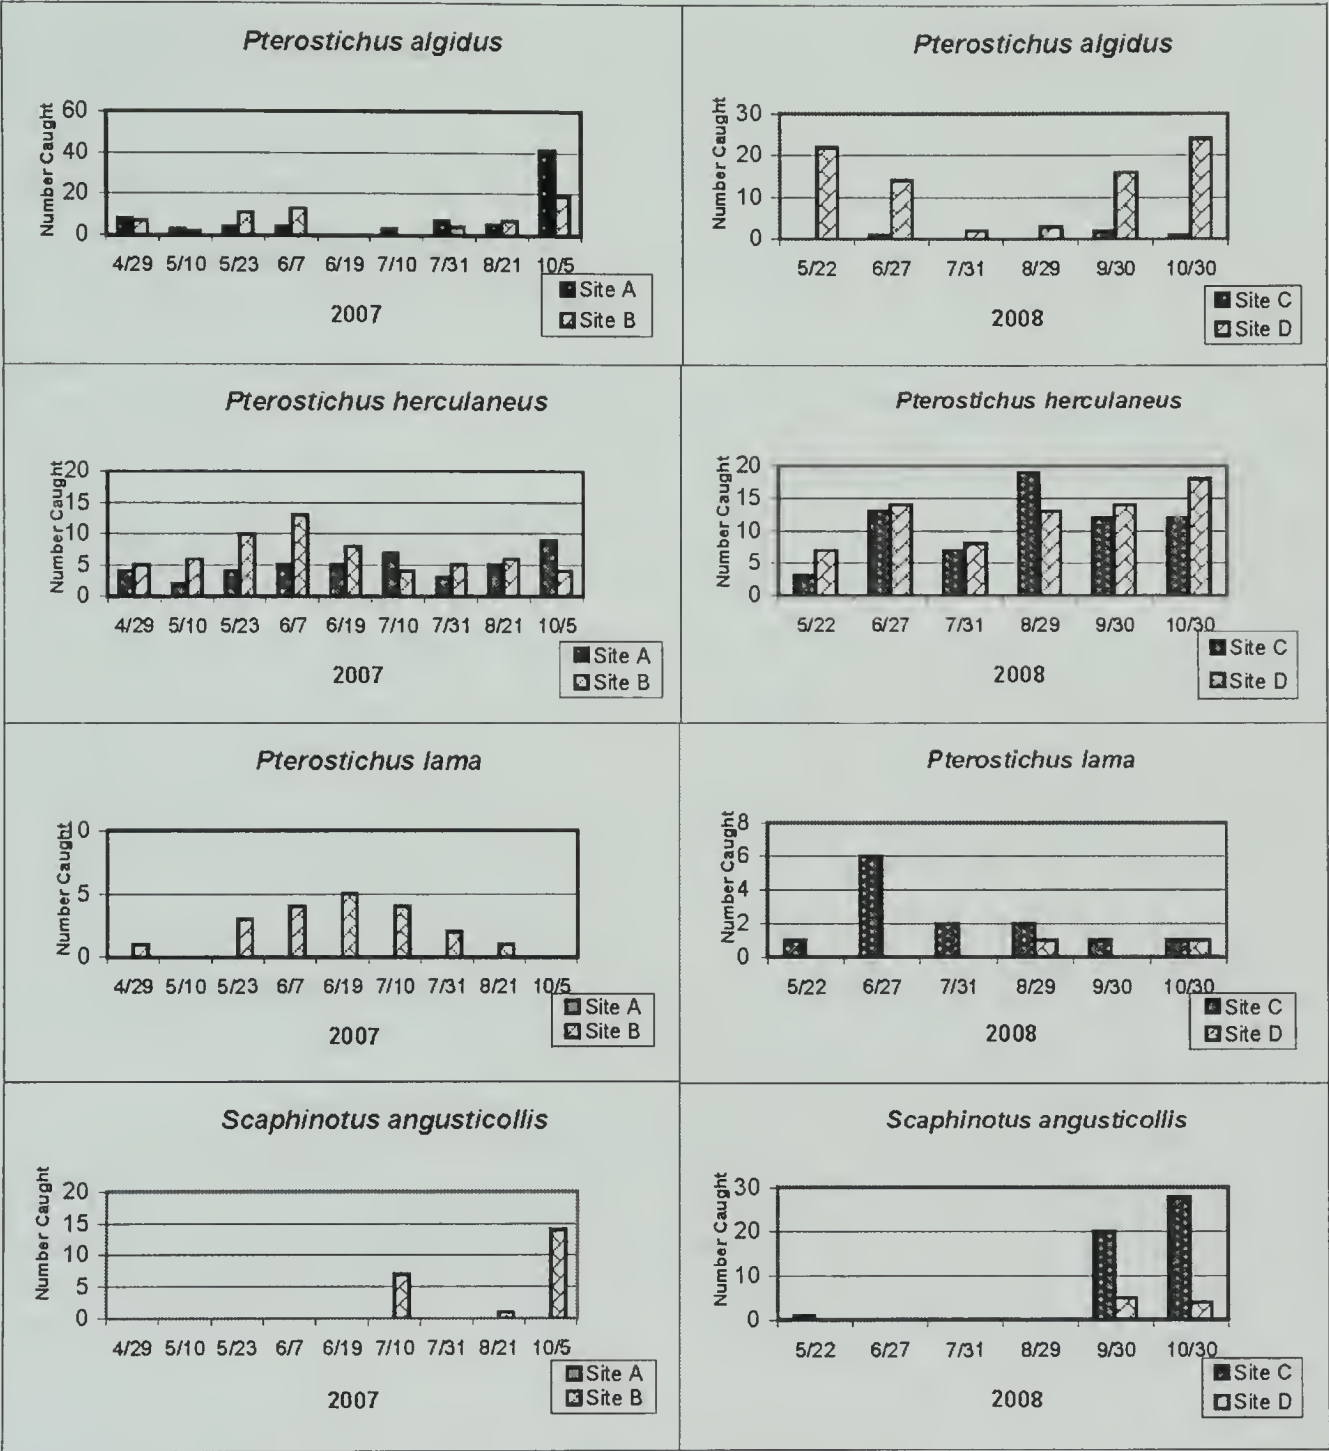 Pterostichus algidus
Number Caught
60
40
20
0
4/29 5/10 5/23 6/7 6/19 7/10 7/31 8/21 10/5
2007
Site A
Site B
Pterostichus algidus
Number Caught
30
20
10
0
5/22 6/27 7/31 8/29 9/30 10/30
2008
Site C
Site D
Pterostichus herculaneus
Number Caught
20
15
10
5
0
4/29 5/10 5/23 6/7 6/19 7/10 7/31 8/21 10/5
2007
Site A
Site B
Pterostichus herculaneus
Number Caught
20
15
10
5
0
5/22 6/27 7/31 8/29 9/30 10/30
2008
Site C
Site D
Pterostichus lama
Number Caught
0
5
0
4/29 5/10 5/23 6/7 6/19 7/10 7/31 8/21 10/5
2007
Site A
Site B
Pterostichus lama
Number Caught
8
6
4
2
0
5/22 6/27 7/31 8/29 9/30 10/30
2008
Site C
Site D
Scaphinotus angusticollis
Number Caught
20
15
10
5
0
4/29 5/10 5/23 6/7 6/19 7/10 7/31 8/21 10/5
2007
Site A
Site B
Scaphinotus angusticollis
Number Caught
30
20
10
0
5/22 6/27 7/31 8/29 9/30 10/30
2008
Site C
Site D